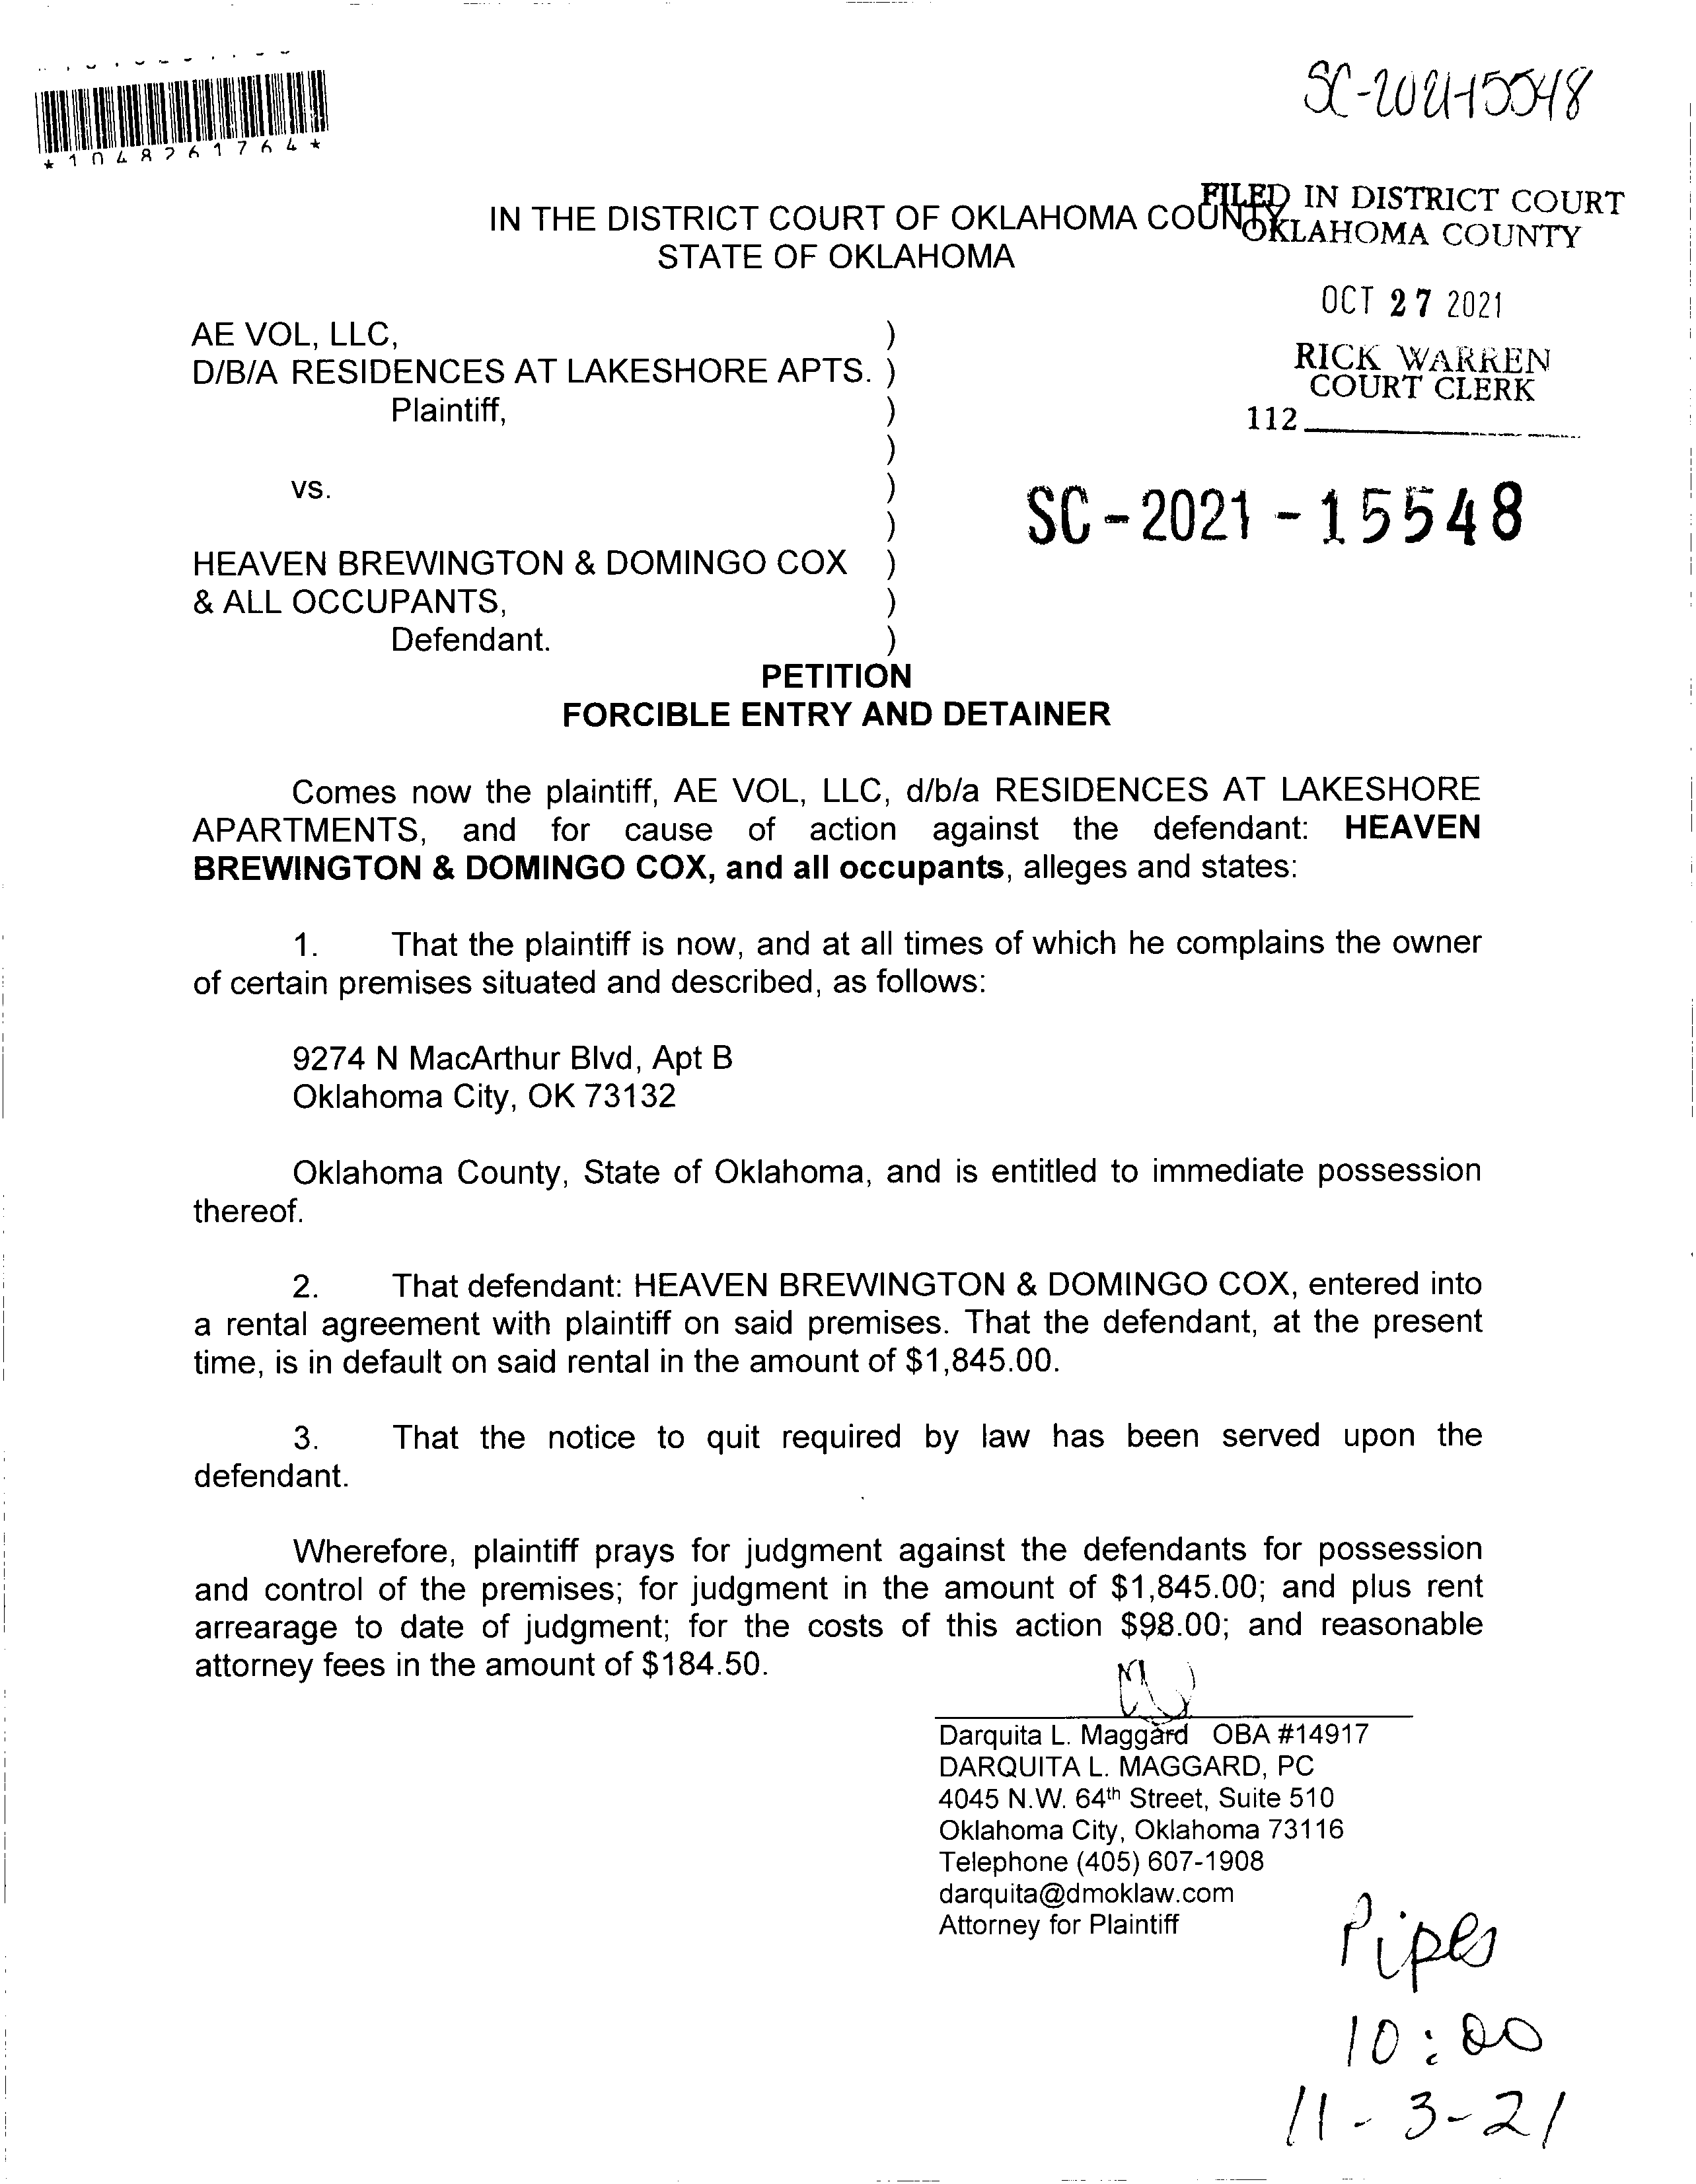 SC-2021-15548
*1048261764*
FILED IN DISTRICT COURT
OKLAHOMA COUNTY
IN THE DISTRICT COURT OF OKLAHOMA COUNTY
STATE OF OKLAHOMA
OCT 27 2021
RICK WARREN
COURT CLERK
112
AE VOL, LLC, )
D/B/A RESIDENCES AT LAKESHORE APTS. )
Plaintiff, )
)
vs. )
)
SC-2021-15548
HEAVEN BREWINGTON & DOMINGO COX )
& ALL OCCUPANTS, )
Defendant. )
PETITION
FORCIBLE ENTRY AND DETAINER
Comes now the plaintiff, AE VOL, LLC, d/b/a RESIDENCES AT LAKESHORE
APARTMENTS, and for cause of action against the defendant: HEAVEN
BREWINGTON & DOMINGO COX, and all occupants, alleges and states:
1. That the plaintiff is now, and at all times of which he complains the owner
of certain premises situated and described, as follows:
9274 N MacArthur Blvd, Apt B
Oklahoma City, OK 73132
Oklahoma County, State of Oklahoma, and is entitled to immediate possession
thereof.
2. That defendant: HEAVEN BREWINGTON & DOMINGO COX, entered into
a rental agreement with plaintiff on said premises. That the defendant, at the present
time, is in default on said rental in the amount of $1,845.00.
3. That the notice to quit required by law has been served upon the
defendant.
Wherefore, plaintiff prays for judgment against the defendants for possession
and control of the premises; for judgment in the amount of $1,845.00; and plus rent
arrearage to date of judgment; for the costs of this action $98.00; and reasonable
attorney fees in the amount of $184.50.
Darquita L. Maggard OBA #14917
DARQUITA L. MAGGARD, PC
4045 N.W. 64th Street, Suite 510
Oklahoma City, Oklahoma 73116
Telephone (405) 607-1908
darquita@dmoklaw.com
Attorney for Plaintiff
Pipes
10:00
11-3-21